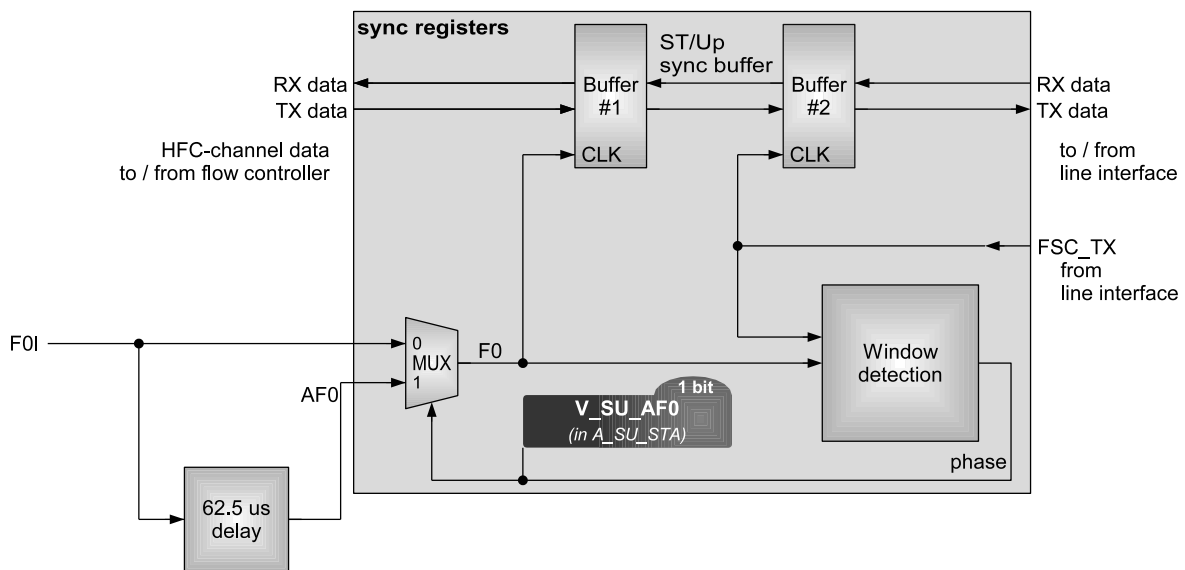 sync registers
ST/Up
sync buffer
RX data
TX data
HFC-channel data
to / from flow controller
Buffer
#1
CLK
Buffer
#2
CLK
RX data
TX data
to / from
line interface
FSC_TX
from
line interface
F0I
AF0
0
MUX
1
F0
Window
detection
1 bit
V_SU_AF0
(in A_SU_STA)
phase
62.5 us
delay